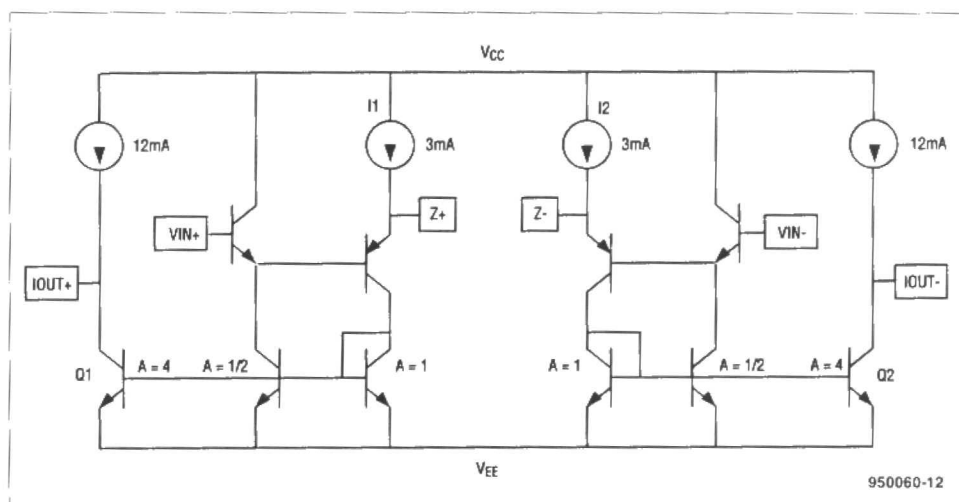 VCC
I1
I2
12mA
3mA
3mA
12mA
Z+
Z-
VIN+
VIN-
IOUT+
IOUT-
Q1
A = 4
A = 1/2
A = 1
A = 1
A = 1/2
A = 4
Q2
VEE
950060-12